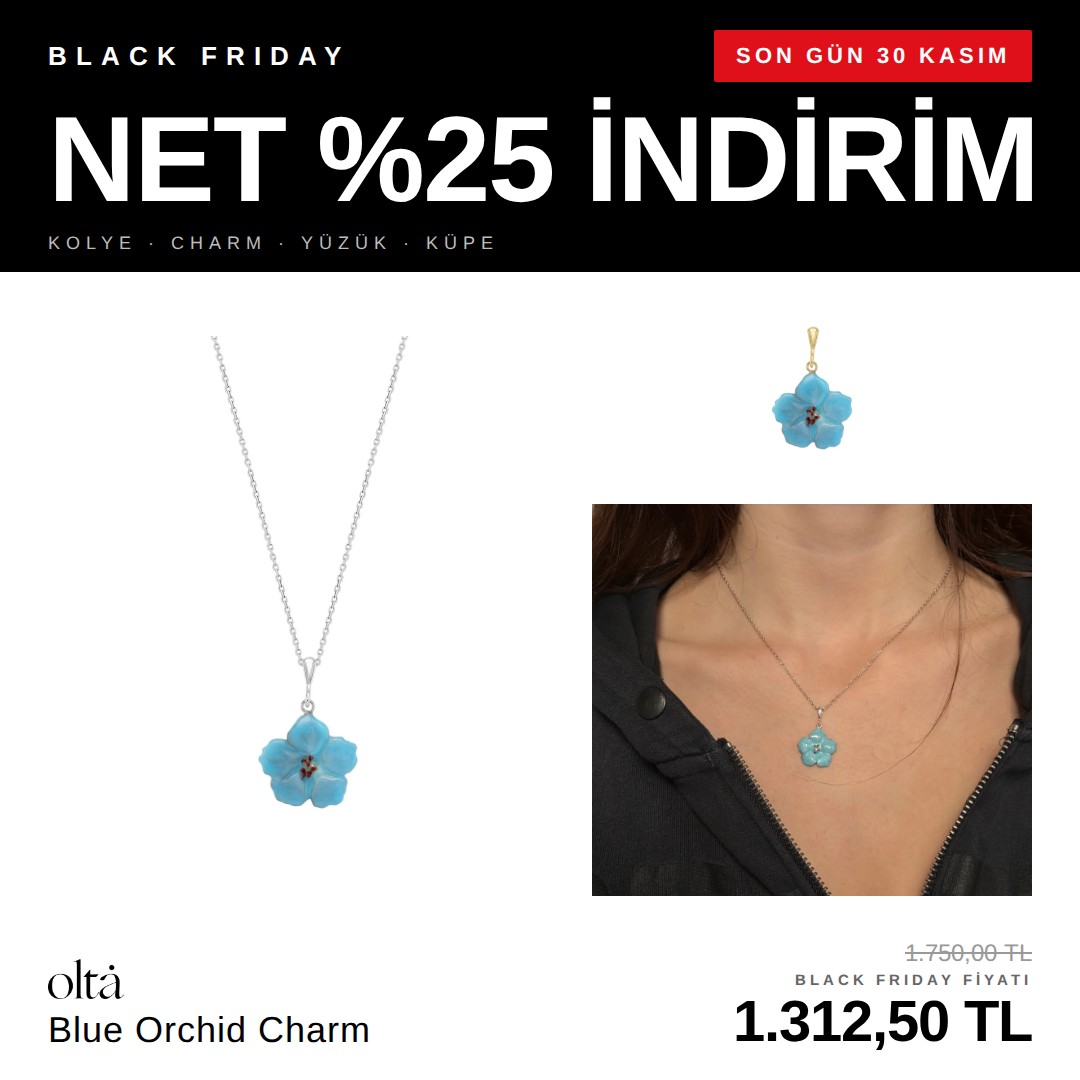 BLACK FRIDAY
SON GÜN 30 KASIM
NET %25 İNDİRİM
KOLYE · CHARM · YÜZÜK · KÜPE
olta
Blue Orchid Charm
1.750,00 TL
BLACK FRIDAY FİYATI
1.312,50 TL